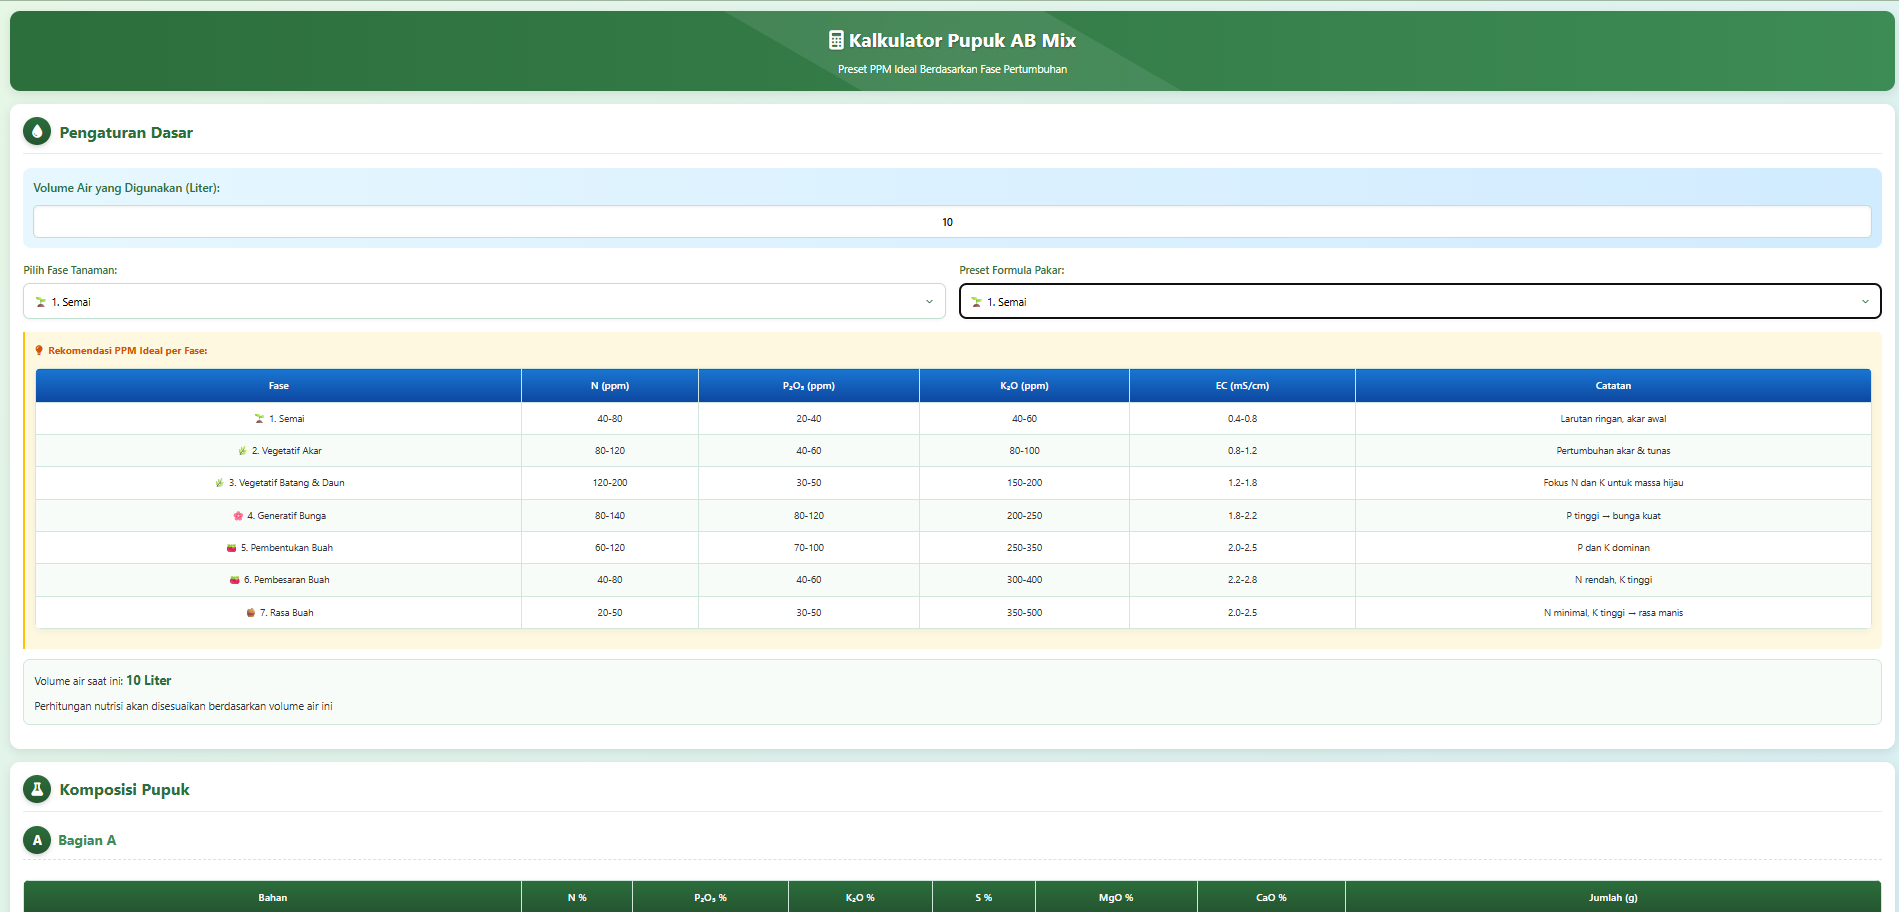 Kalkulator Pupuk AB Mix
Preset PPM Ideal Berdasarkan Fase Pertumbuhan
Pengaturan Dasar
Volume Air yang Digunakan (Liter):
10
Pilih Fase Tanaman:
1. Semai
Preset Formula Pakar:
1. Semai
Rekomendasi PPM Ideal per Fase:
Fase N (ppm) P₂O₅ (ppm) K₂O (ppm) EC (mS/cm) Catatan
1. Semai 40-80 20-40 40-60 0.4-0.8 Larutan ringan, akar awal
2. Vegetatif Akar 80-120 40-60 80-100 0.8-1.2 Pertumbuhan akar & tunas
3. Vegetatif Batang & Daun 120-200 30-50 150-200 1.2-1.8 Fokus N dan K untuk massa hijau
4. Generatif Bunga 80-140 80-120 200-250 1.8-2.2 P tinggi → bunga kuat
5. Pembentukan Buah 60-120 70-100 250-350 2.0-2.5 P dan K dominan
6. Pembesaran Buah 40-80 40-60 300-400 2.2-2.8 N rendah, K tinggi
7. Rasa Buah 20-50 30-50 350-500 2.0-2.5 N minimal, K tinggi → rasa manis
Volume air saat ini: 10 Liter
Perhitungan nutrisi akan disesuaikan berdasarkan volume air ini
Komposisi Pupuk
A Bagian A
Bahan N % P₂O₅ % K₂O % S % MgO % CaO % Jumlah (g)